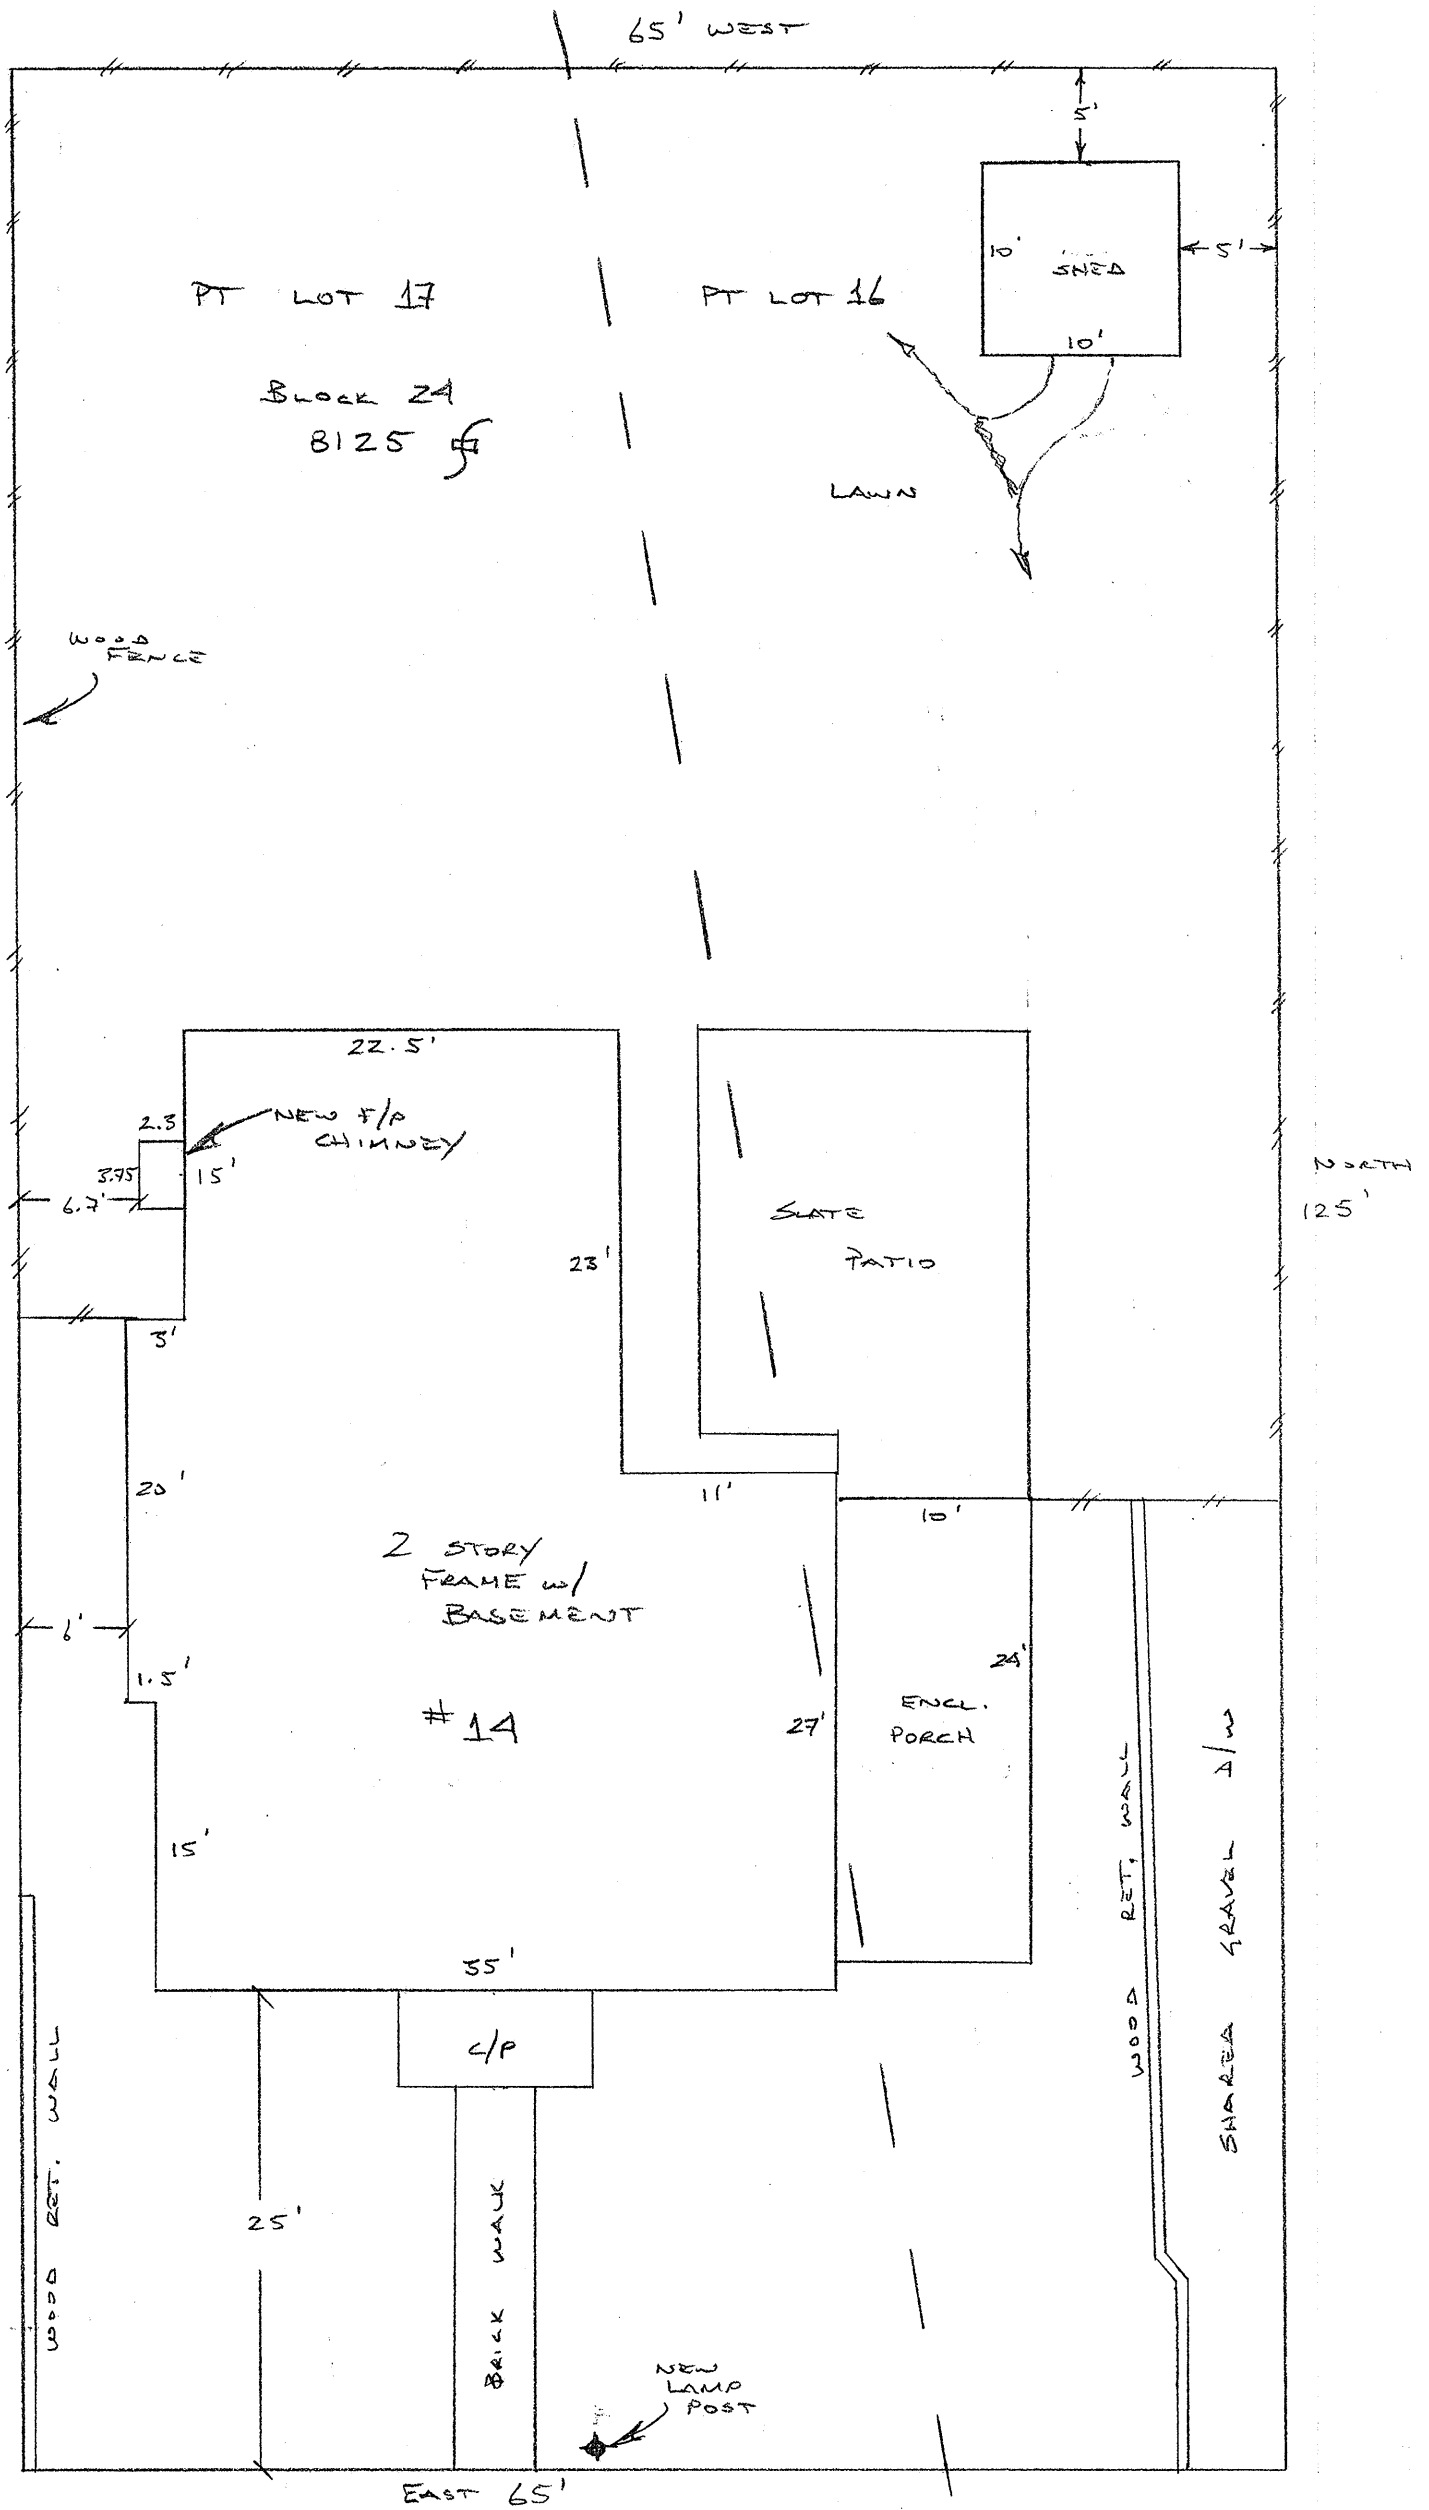 65' WEST
5'
10'
SHED
5'
10'
PT LOT 17
PT LOT 16
BLOCK 24
8125
LAWN
WOOD
FENCE
22.5'
NEW F/P
CHIMNEY
2.3
3.75
15'
6.7'
NORTH
125'
SLATE
PATIO
23'
3'
20'
11'
10'
2 STORY
FRAME W/
BASEMENT
6'
1.5'
24'
# 14
27'
ENCL.
PORCH
15'
35'
C/P
WOOD RET. WALL
SHARED GRAVEL D/W
WOOD RET. WALL
25'
BRICK WALK
NEW
LAMP
POST
EAST 65'